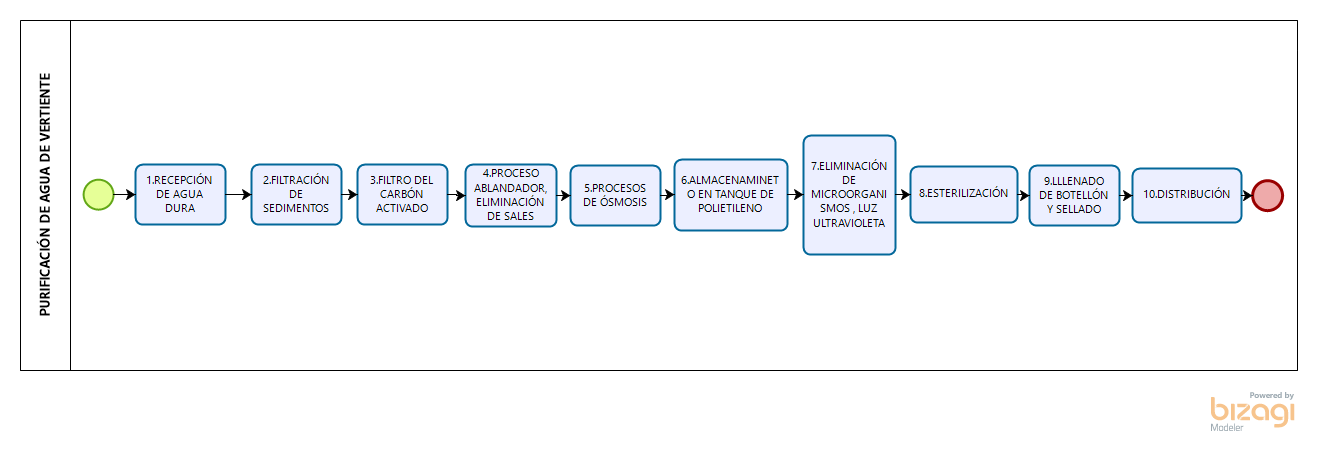 PURIFICACIÓN DE AGUA DE VERTIENTE
1.RECEPCIÓN
DE AGUA
DURA
2.FILTRACIÓN
DE
SEDIMENTOS
3.FILTRO DEL
CARBÓN
ACTIVADO
4.PROCESO
ABLANDADOR,
ELIMINACIÓN
DE SALES
5.PROCESOS
DE ÓSMOSIS
6.ALMACENAMINET
O EN TANQUE DE
POLIETILENO
7.ELIMINACIÓN
DE
MICROORGANI
SMOS , LUZ
ULTRAVIOLETA
8.ESTERILIZACIÓN
9.LLLENADO
DE BOTELLÓN
Y SELLADO
10.DISTRIBUCIÓN
Powered by
bizagi
Modeler